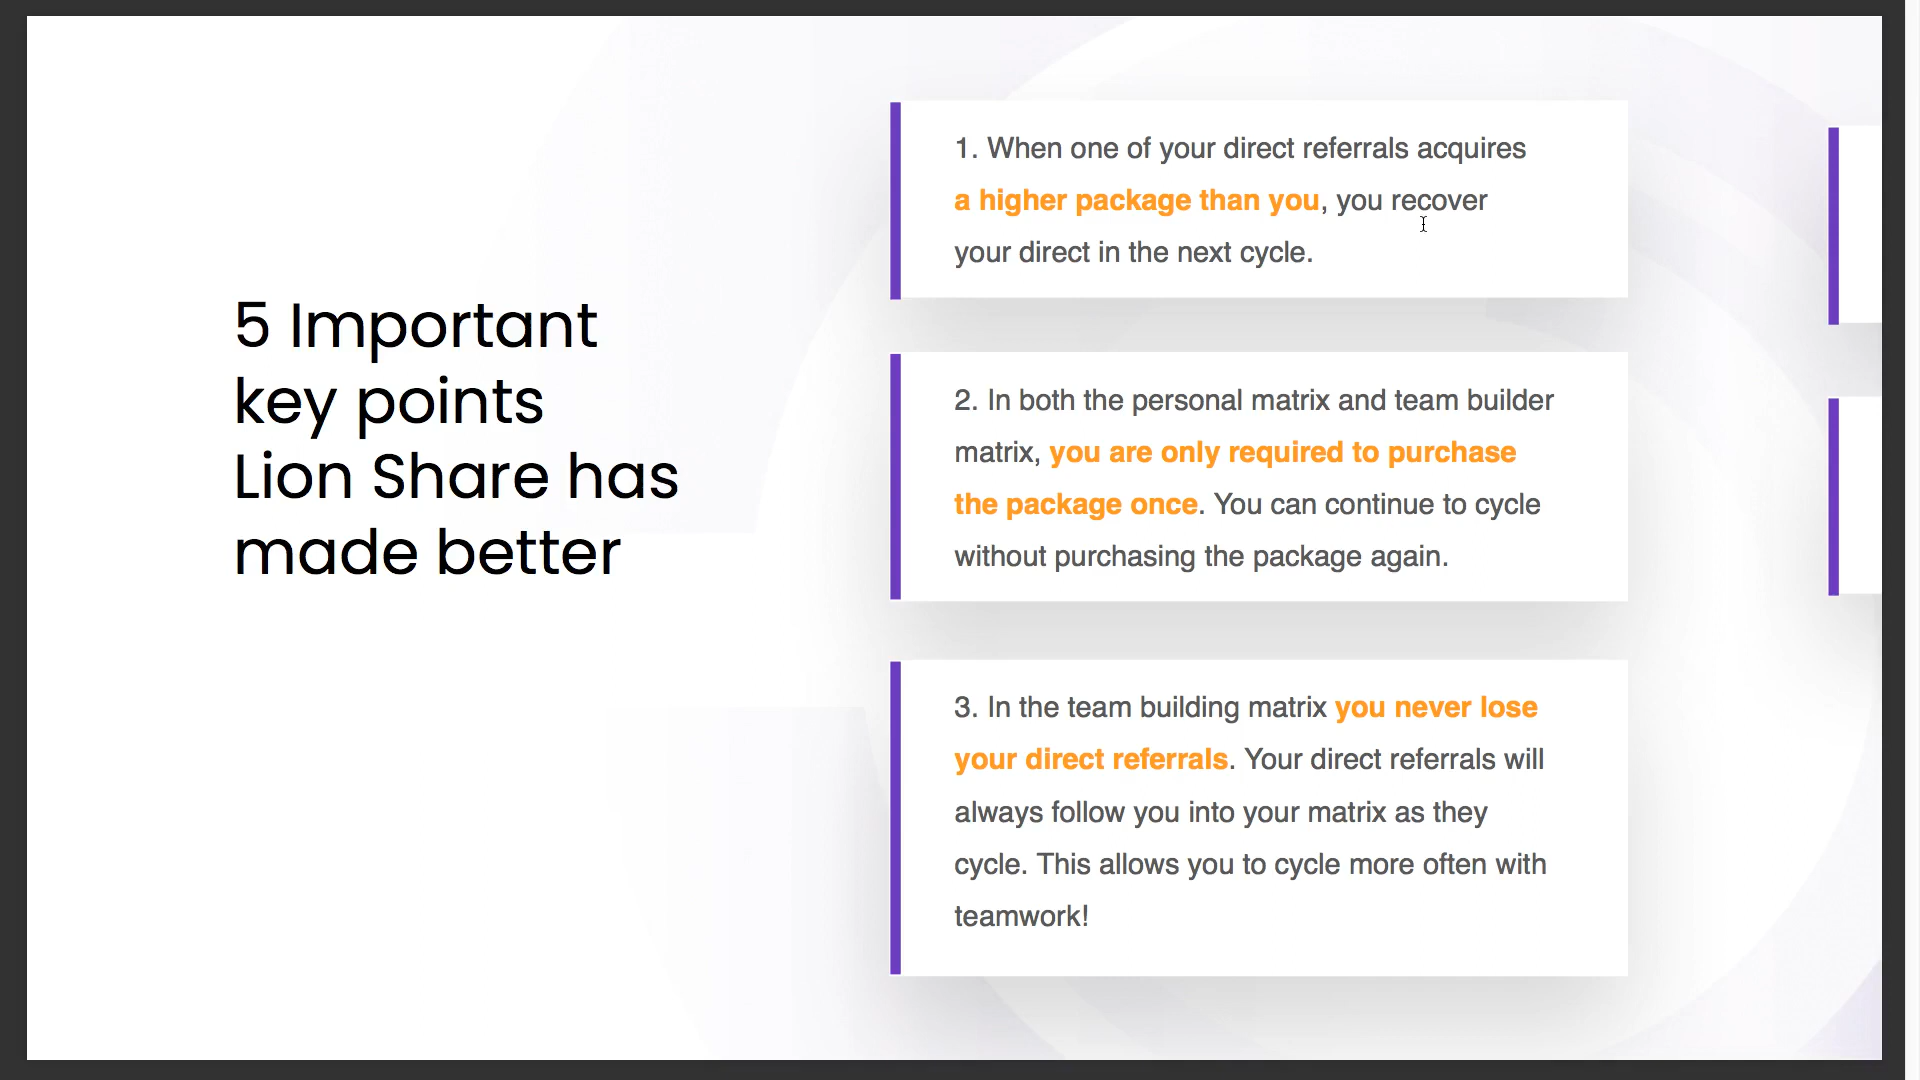 5 Important
key points
Lion Share has
made better
1. When one of your direct referrals acquires
a higher package than you, you recover
your direct in the next cycle.
2. In both the personal matrix and team builder
matrix, you are only required to purchase
the package once. You can continue to cycle
without purchasing the package again.
3. In the team building matrix you never lose
your direct referrals. Your direct referrals will
always follow you into your matrix as they
cycle. This allows you to cycle more often with
teamwork!